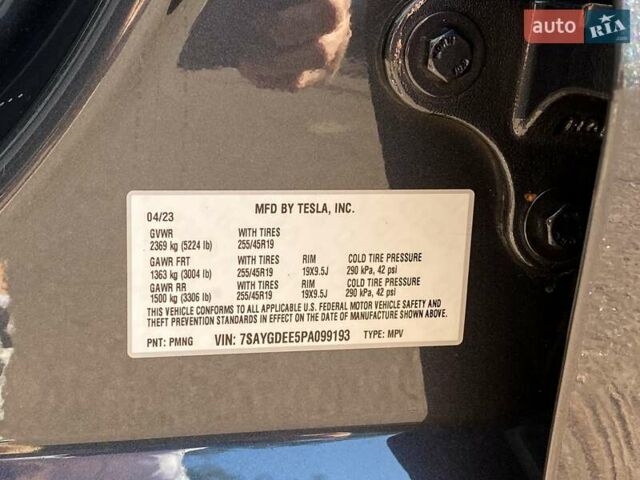 auto RIA
04/23 MFD BY TESLA, INC.
GVWR WITH TIRES
2369 kg (5224 lb) 255/45R19
GAWR FRT WITH TIRES RIM COLD TIRE PRESSURE
1363 kg (3004 lb) 255/45R19 19X9.5J 290 kPa, 42 psi
GAWR RR WITH TIRES RIM COLD TIRE PRESSURE
1500 kg (3306 lb) 255/45R19 19X9.5J 290 kPa, 42 psi
THIS VEHICLE CONFORMS TO ALL APPLICABLE U.S. FEDERAL MOTOR VEHICLE SAFETY AND
THEFT PREVENTION STANDARDS IN EFFECT ON THE DATE OF MANUFACTURE SHOWN ABOVE.
PNT: PMNG VIN: 7SAYGDEE5PA099193 TYPE: MPV